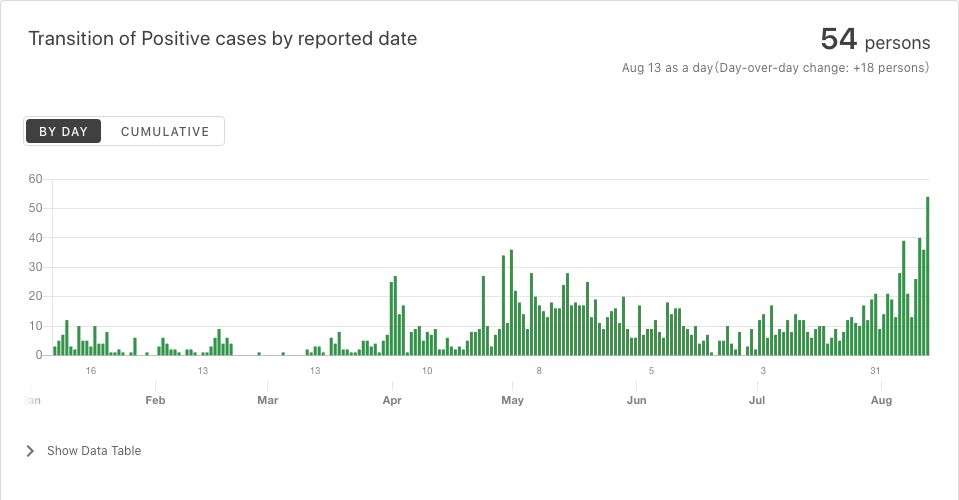 Transition of Positive cases by reported date
54 persons
Aug 13 as a day(Day-over-day change: +18 persons)
BY DAY CUMULATIVE
60
50
40
30
20
10
0
16 13 13 10 8 5 3 31
an Feb Mar Apr May Jun Jul Aug
Show Data Table